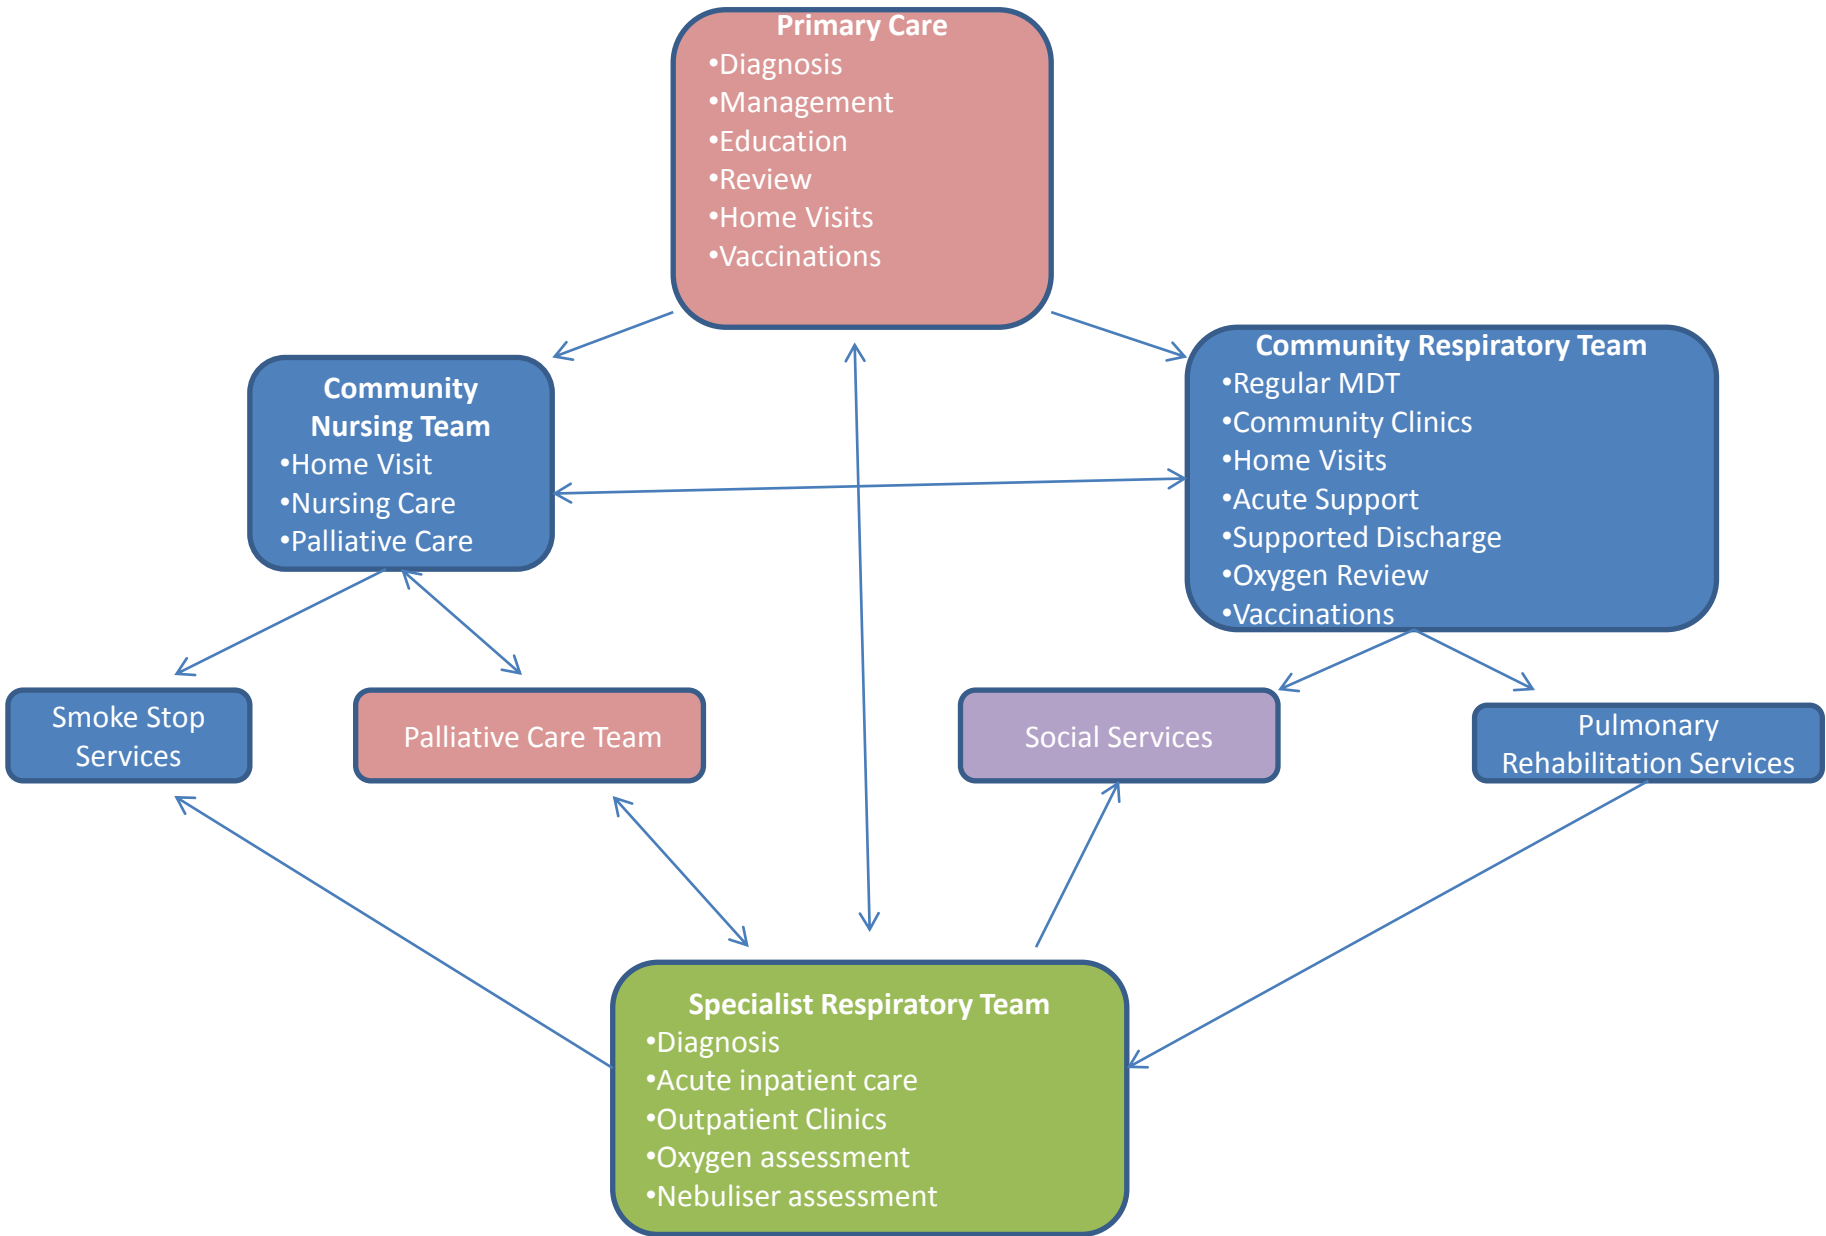 Primary Care
•Diagnosis
•Management
•Education
•Review
•Home Visits
•Vaccinations
Community
Nursing Team
•Home Visit
•Nursing Care
•Palliative Care
Community Respiratory Team
•Regular MDT
•Community Clinics
•Home Visits
•Acute Support
•Supported Discharge
•Oxygen Review
•Vaccinations
Smoke Stop
Services
Palliative Care Team
Social Services
Pulmonary
Rehabilitation Services
Specialist Respiratory Team
•Diagnosis
•Acute inpatient care
•Outpatient Clinics
•Oxygen assessment
•Nebuliser assessment